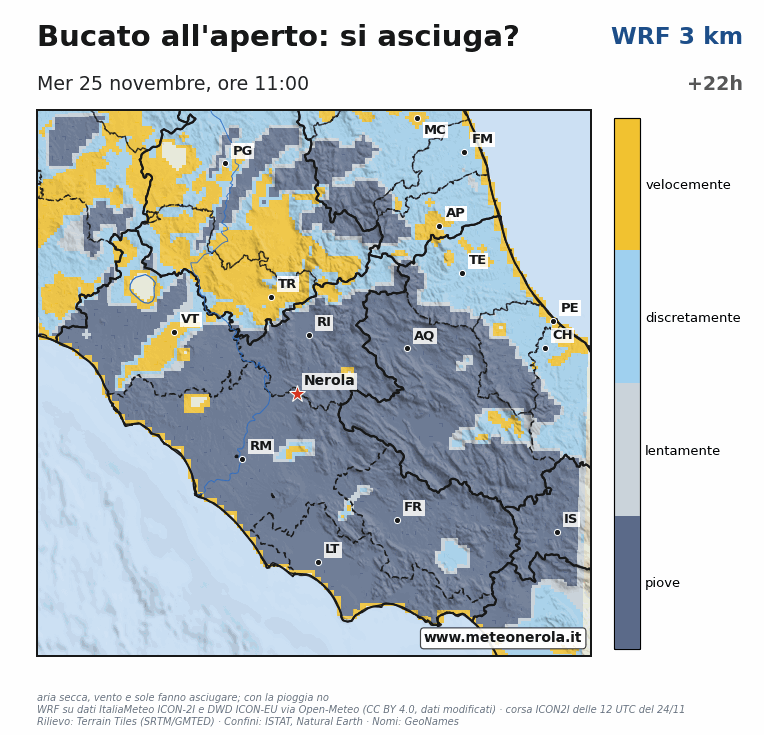 Bucato all'aperto: si asciuga?
WRF 3 km
Mer 25 novembre, ore 11:00
+22h
MC
FM
PG
AP
TE
TR
PE
VT
RI
AQ
CH
Nerola
RM
FR
IS
LT
www.meteonerola.it
velocemente
discretamente
lentamente
piove
aria secca, vento e sole fanno asciugare; con la pioggia no
WRF su dati ItaliaMeteo ICON-2I e DWD ICON-EU via Open-Meteo (CC BY 4.0, dati modificati) · corsa ICON2I delle 12 UTC del 24/11
Rilievo: Terrain Tiles (SRTM/GMTED) · Confini: ISTAT, Natural Earth · Nomi: GeoNames